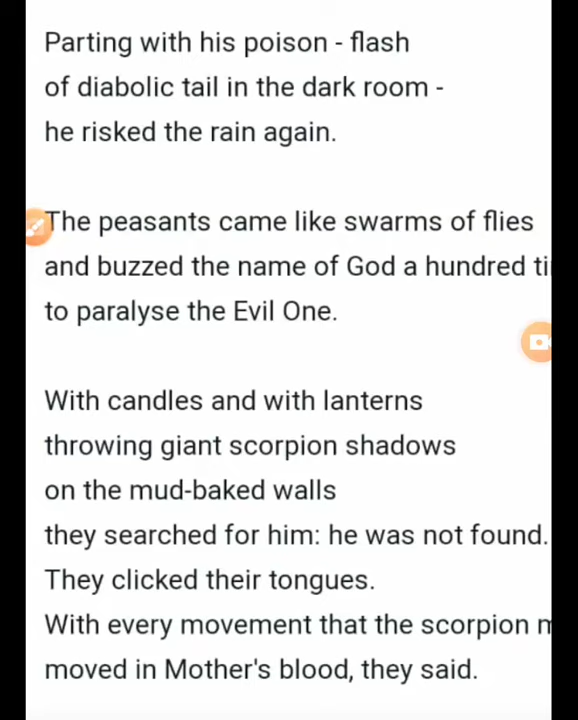 Parting with his poison - flash
of diabolic tail in the dark room -
he risked the rain again.
The peasants came like swarms of flies
and buzzed the name of God a hundred
to paralyse the Evil One.
With candles and with lanterns
throwing giant scorpion shadows
on the mud-baked walls
they searched for him: he was not found.
They clicked their tongues.
With every movement that the scorpion
moved in Mother's blood, they said.